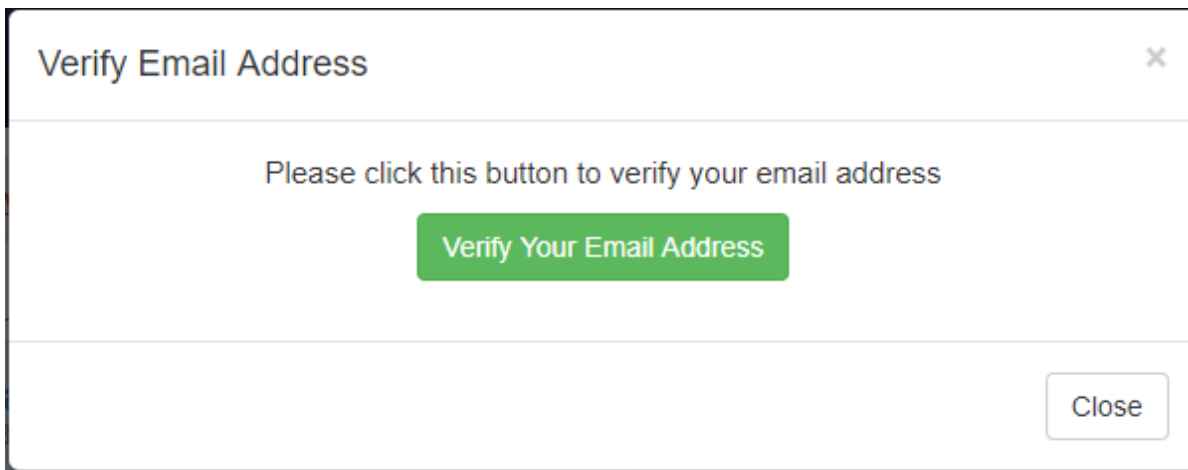 Verify Email Address
×
Please click this button to verify your email address
Verify Your Email Address
Close